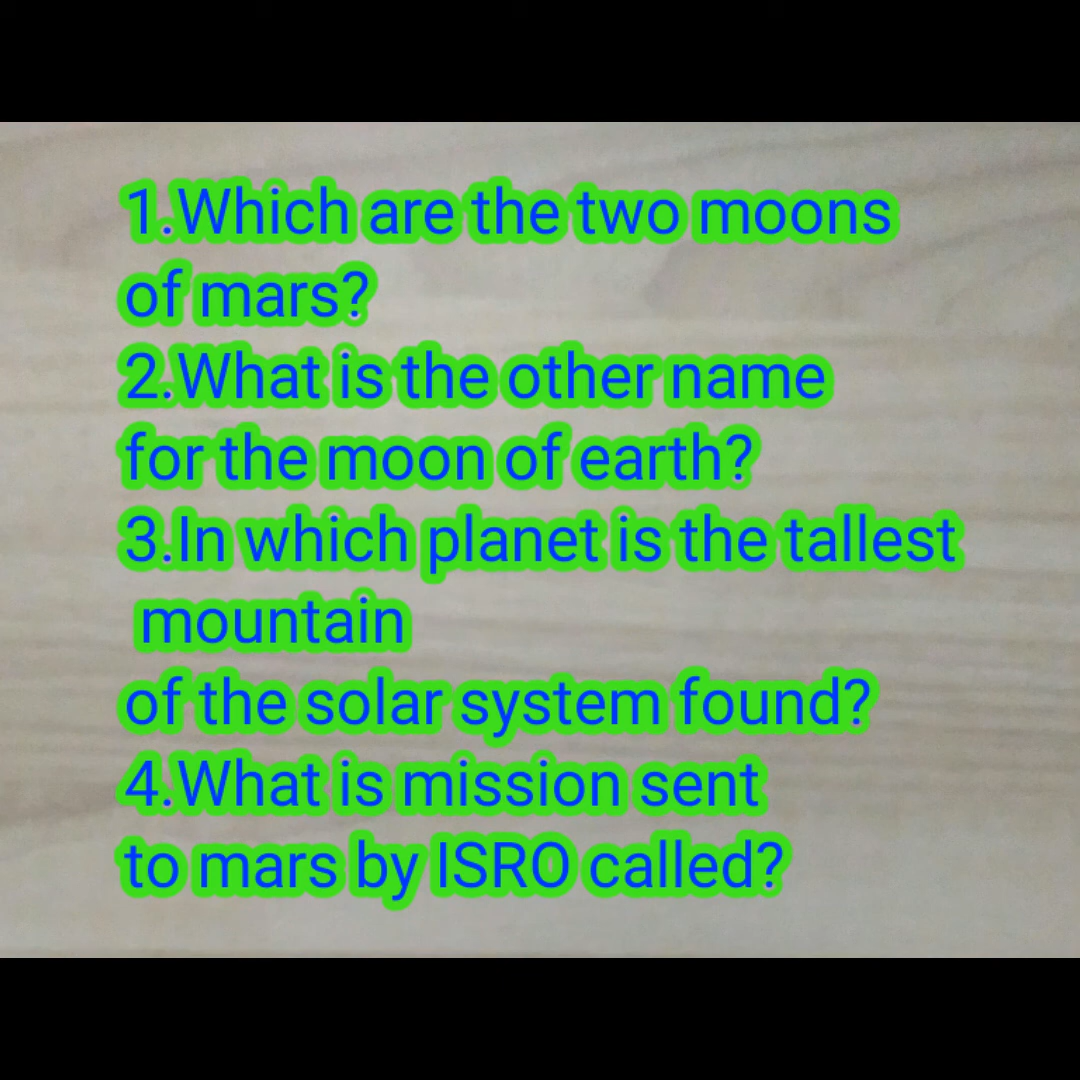 1.Which are the two moons
of mars?
2.What is the other name
for the moon of earth?
3.In which planet is the tallest
mountain
of the solar system found?
4.What is mission sent
to mars by ISRO called?